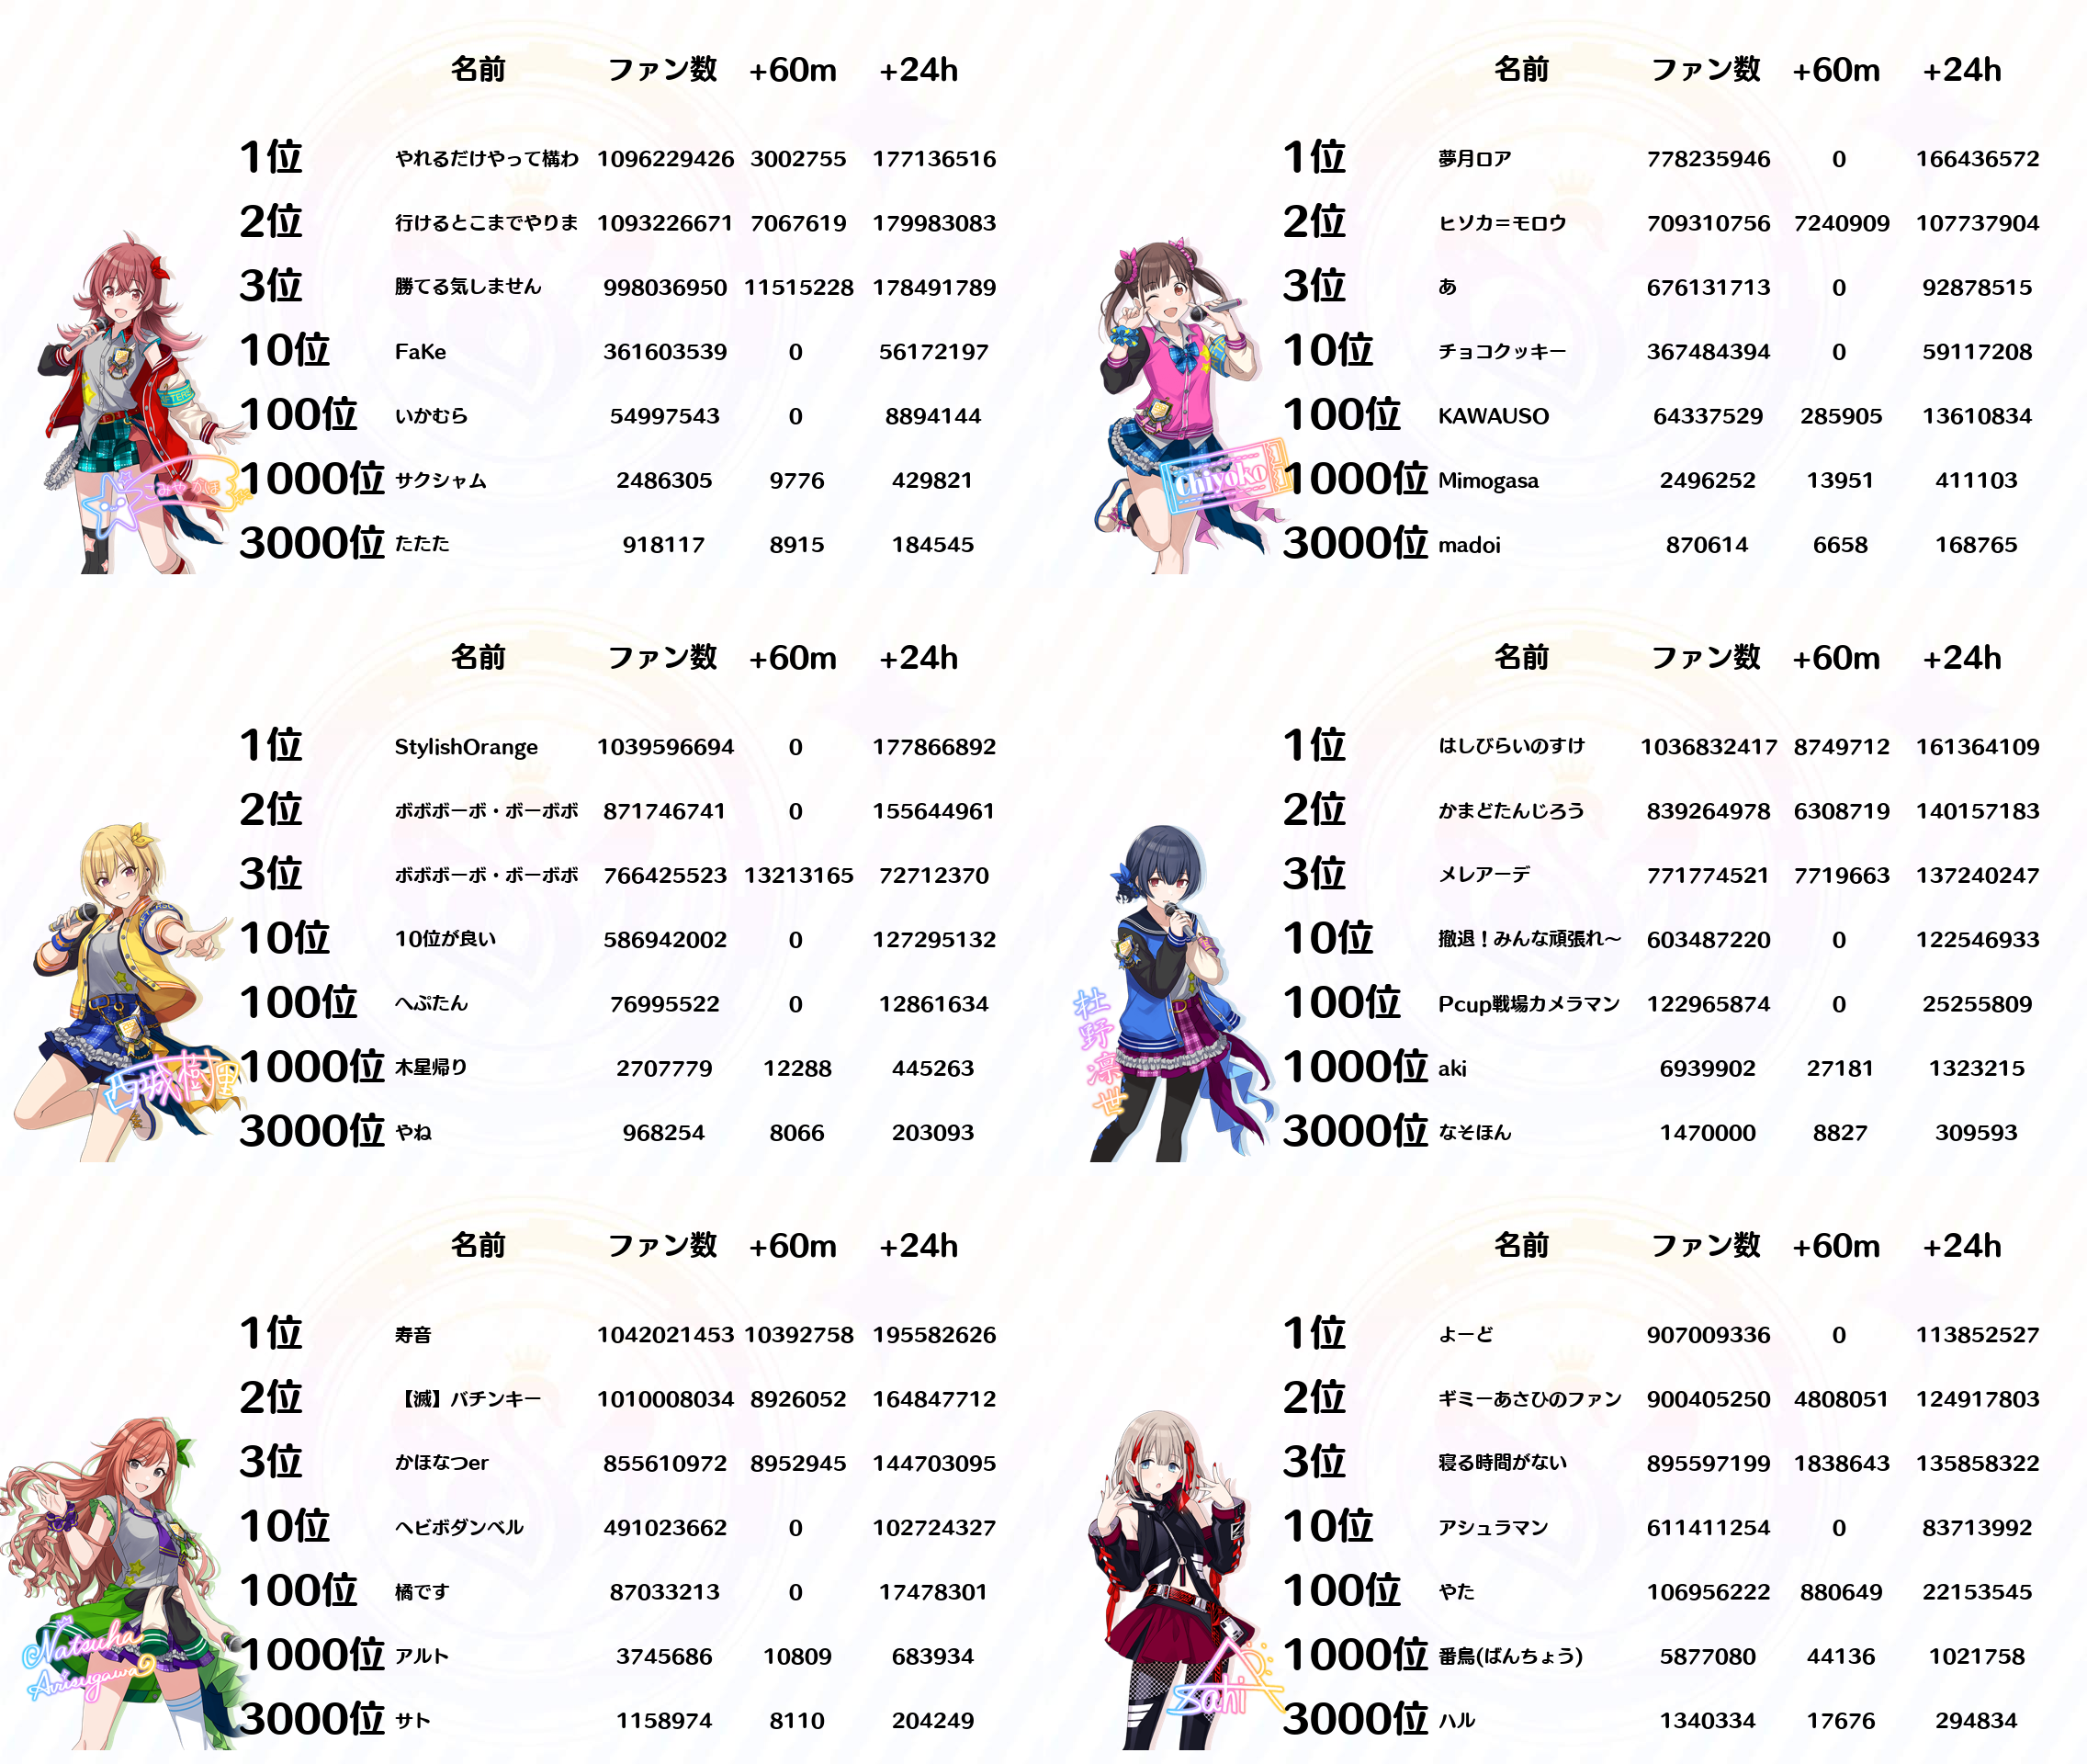 名前 ファン数 +60m +24h
1位 やれるだけやって構わ 1096229426 3002755 177136516
2位 行けるとこまでやりま 1093226671 7067619 179983083
3位 勝てる気しません 998036950 11515228 178491789
10位 FaKe 361603539 0 56172197
100位 いかむら 54997543 0 8894144
1000位 サクシャム 2486305 9776 429821
3000位 たたた 918117 8915 184545
こみやかほ
名前 ファン数 +60m +24h
1位 夢月ロア 778235946 0 166436572
2位 ヒソカ＝モロウ 709310756 7240909 107737904
3位 あ 676131713 0 92878515
10位 チョコクッキー 367484394 0 59117208
100位 KAWAUSO 64337529 285905 13610834
1000位 Mimogasa 2496252 13951 411103
3000位 madoi 870614 6658 168765
chiyoko
名前 ファン数 +60m +24h
1位 StylishOrange 1039596694 0 177866892
2位 ボボボーボ・ボーボボ 871746741 0 155644961
3位 ボボボーボ・ボーボボ 766425523 13213165 72712370
10位 10位が良い 586942002 0 127295132
100位 へぷたん 76995522 0 12861634
1000位 木星帰り 2707779 12288 445263
3000位 やね 968254 8066 203093
西城樹里
名前 ファン数 +60m +24h
1位 はしびらいのすけ 1036832417 8749712 161364109
2位 かまどたんじろう 839264978 6308719 140157183
3位 メレアーデ 771774521 7719663 137240247
10位 撤退！みんな頑張れ～ 603487220 0 122546933
100位 Pcup戦場カメラマン 122965874 0 25255809
1000位 aki 6939902 27181 1323215
3000位 なそほん 1470000 8827 309593
杜野凛世
名前 ファン数 +60m +24h
1位 寿音 1042021453 10392758 195582626
2位 【滅】バチンキー 1010008034 8926052 164847712
3位 かほなつer 855610972 8952945 144703095
10位 ヘビボダンベル 491023662 0 102724327
100位 橘です 87033213 0 17478301
1000位 アルト 3745686 10809 683934
3000位 サト 1158974 8110 204249
Natsuha
Arisugawa
名前 ファン数 +60m +24h
1位 よーど 907009336 0 113852527
2位 ギミーあさひのファン 900405250 4808051 124917803
3位 寝る時間がない 895597199 1838643 135858322
10位 アシュラマン 611411254 0 83713992
100位 やた 106956222 880649 22153545
1000位 番鳥(ばんちょう) 5877080 44136 1021758
3000位 ハル 1340334 17676 294834
Asahi